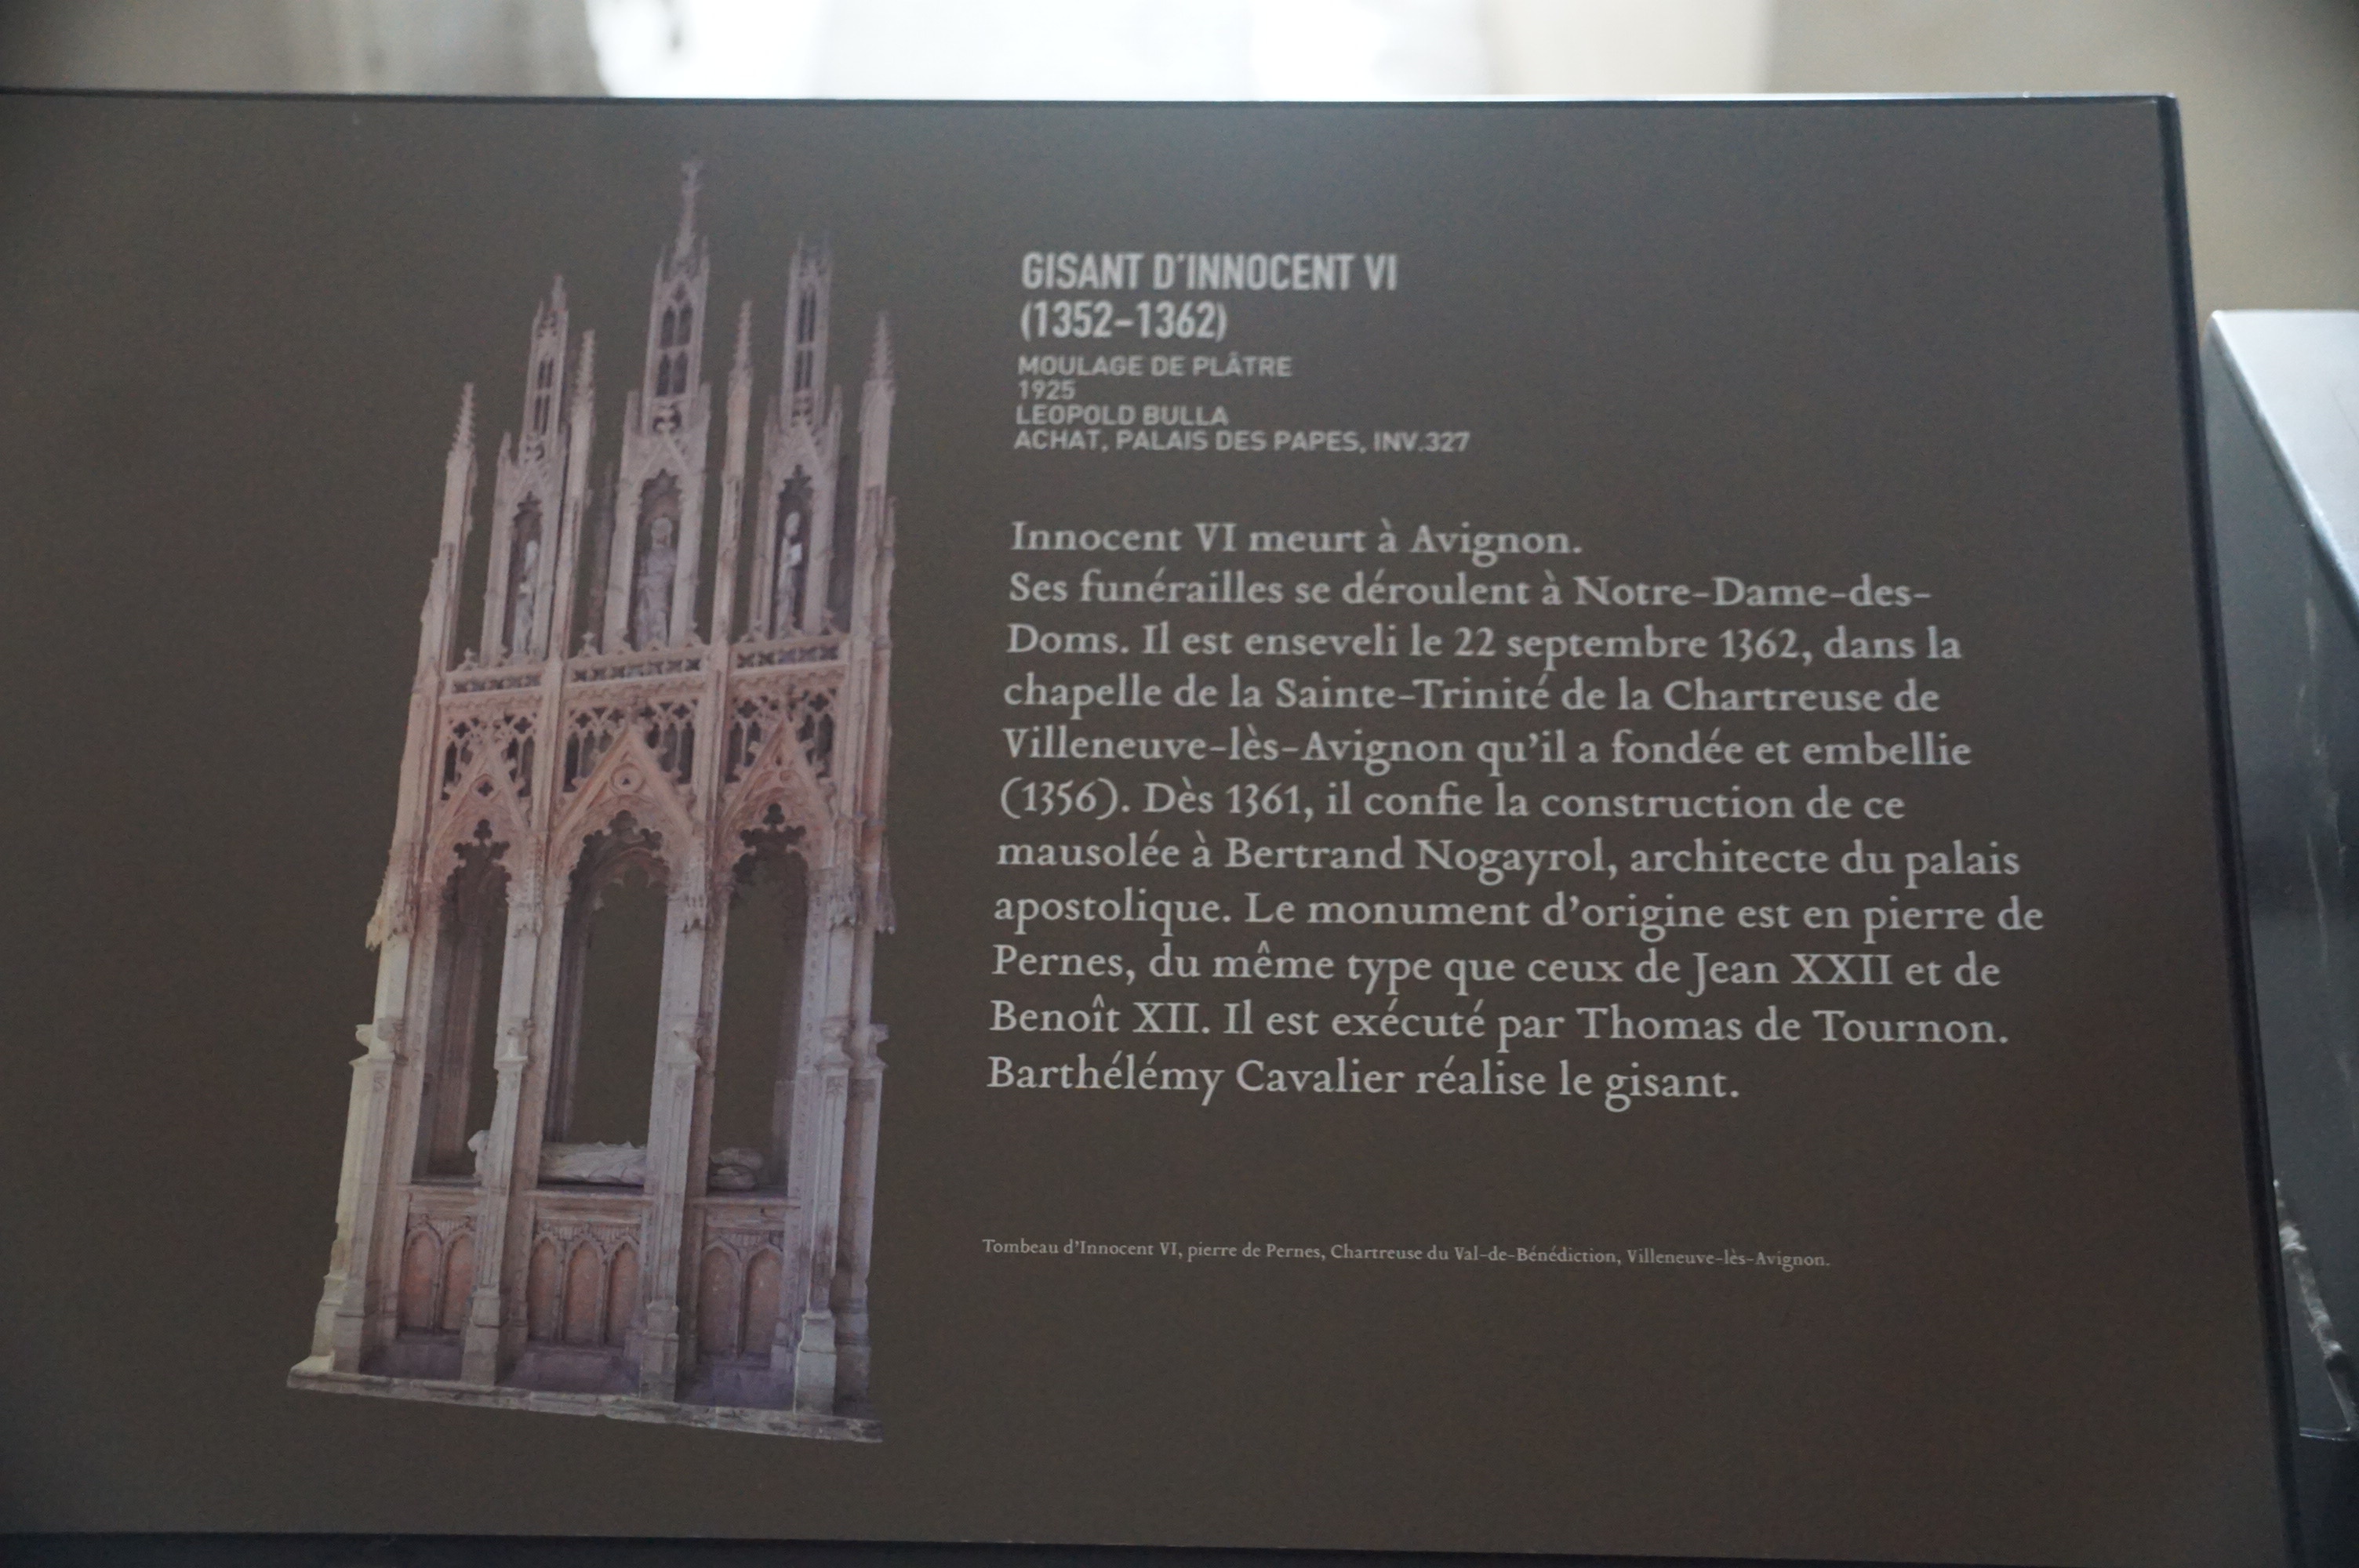 GISANT D'INNOCENT VI
(1352-1362)
MOULAGE DE PLÂTRE
1925
LEOPOLD BULLA
ACHAT, PALAIS DES PAPES, INV.327
Innocent VI meurt à Avignon.
Ses funérailles se déroulent à Notre-Dame-des-
Doms. Il est enseveli le 22 septembre 1362, dans la
chapelle de la Sainte-Trinité de la Chartreuse de
Villeneuve-lès-Avignon qu'il a fondée et embellie
(1356). Dès 1361, il confie la construction de ce
mausolée à Bertrand Nogayrol, architecte du palais
apostolique. Le monument d'origine est en pierre de
Pernes, du même type que ceux de Jean XXII et de
Benoît XII. Il est exécuté par Thomas de Tournon.
Barthélémy Cavalier réalise le gisant.
Tombeau d'Innocent VI, pierre de Pernes, Chartreuse du Val-de-Bénédiction, Villeneuve-lès-Avignon.